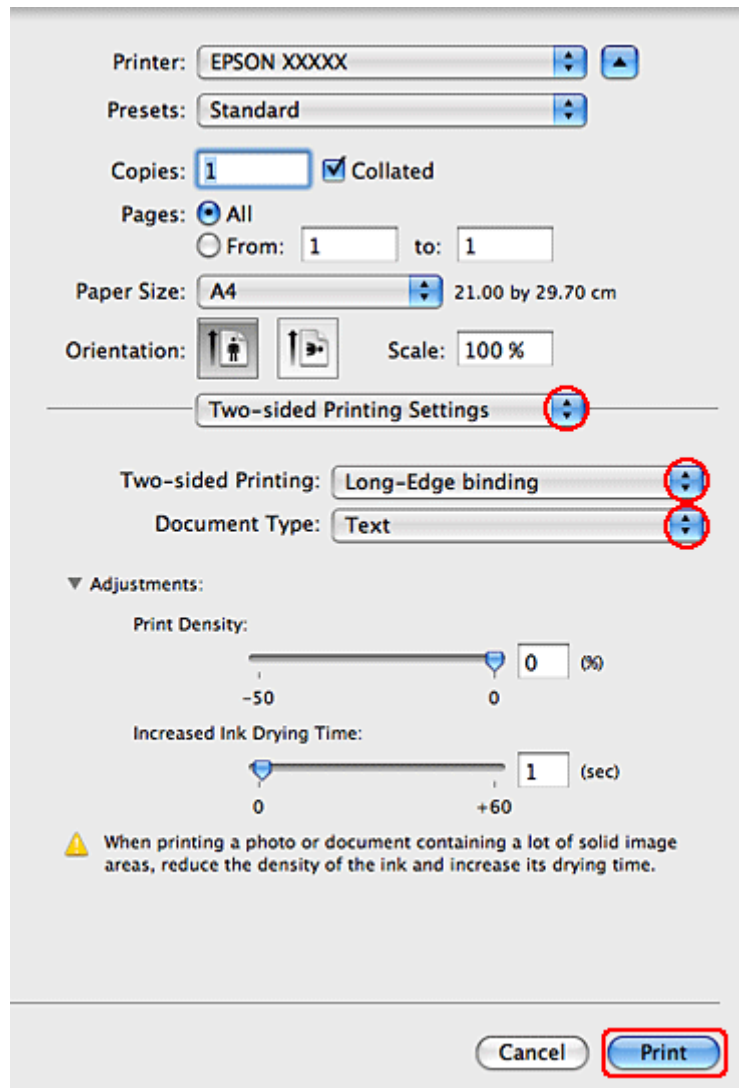 Printer: EPSON XXXXX
Presets: Standard
Copies: 1 Collated
Pages: All
From: 1 to: 1
Paper Size: A4 21.00 by 29.70 cm
Orientation: Scale: 100 %
Two-sided Printing Settings
Two-sided Printing: Long-Edge binding
Document Type: Text
Adjustments:
Print Density:
0 (%)
-50 0
Increased Ink Drying Time:
1 (sec)
0 +60
When printing a photo or document containing a lot of solid image
areas, reduce the density of the ink and increase its drying time.
Cancel Print